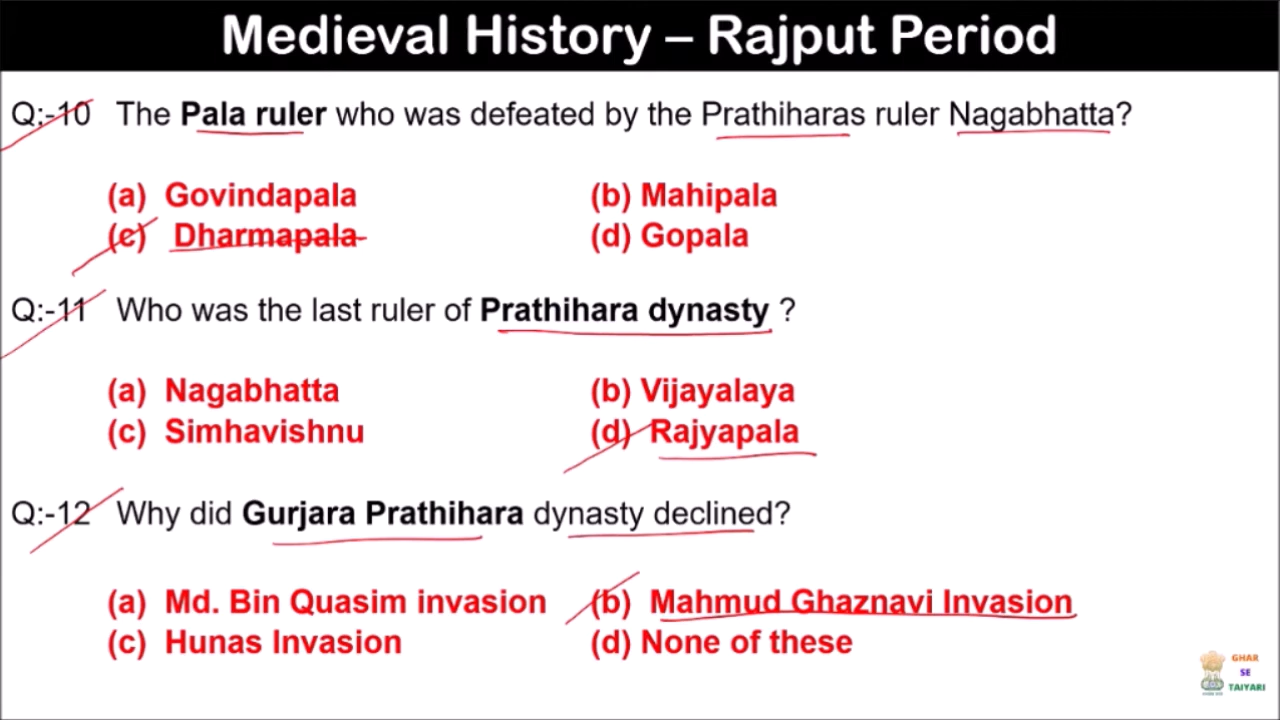 Medieval History – Rajput Period
Q:-10 The Pala ruler who was defeated by the Prathiharas ruler Nagabhatta?
(a) Govindapala (b) Mahipala
(c) Dharmapala (d) Gopala
Q:-11 Who was the last ruler of Prathihara dynasty ?
(a) Nagabhatta (b) Vijayalaya
(c) Simhavishnu (d) Rajyapala
Q:-12 Why did Gurjara Prathihara dynasty declined?
(a) Md. Bin Quasim invasion (b) Mahmud Ghaznavi Invasion
(c) Hunas Invasion (d) None of these
GHAR
SE
TAIYARI